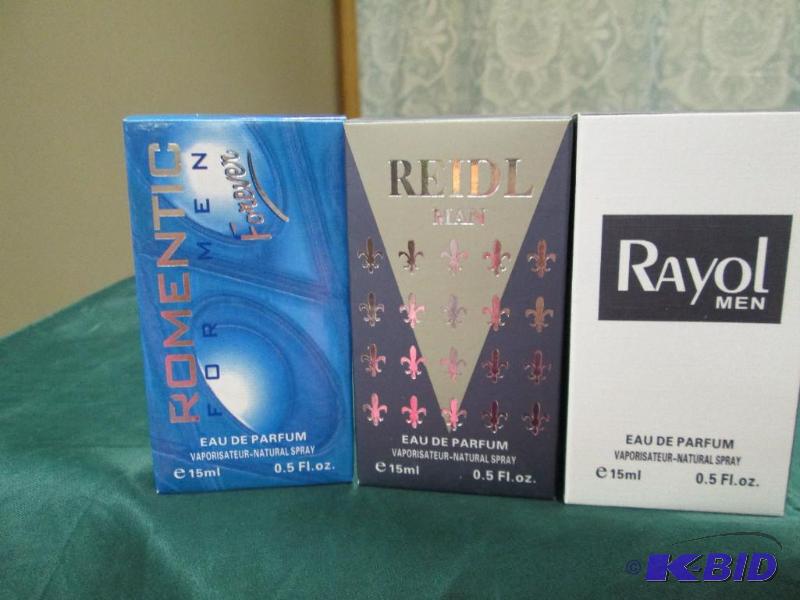 ROMENTIC
FOR MEN
Forever
EAU DE PARFUM
VAPORISATEUR-NATURAL SPRAY
e 15ml 0.5 Fl.oz.
REIDL
MAN
EAU DE PARFUM
VAPORISATEUR-NATURAL SPRAY
e 15ml 0.5 Fl.oz.
RAYOL
MEN
EAU DE PARFUM
VAPORISATEUR-NATURAL SPRAY
e 15ml 0.5 Fl.oz.
© K-BID